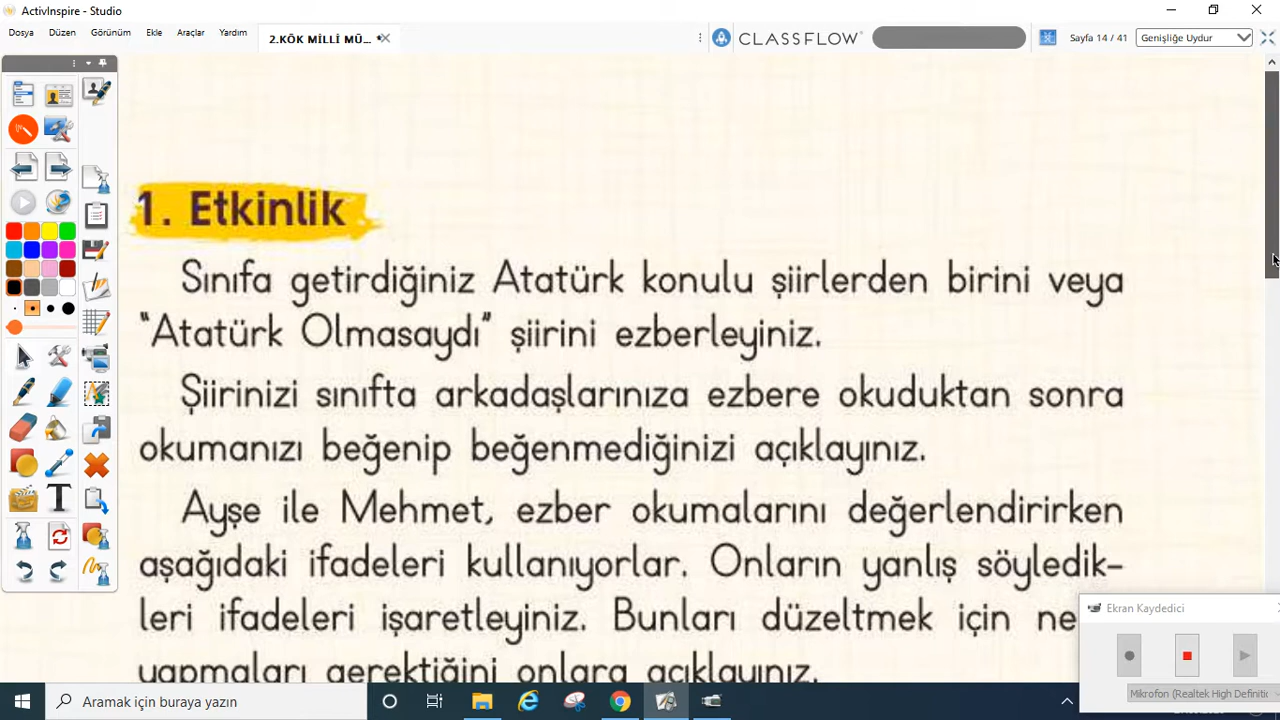 ActivInspire - Studio
Dosya Düzen Görünüm Ekle Araçlar Yardım
2.KÖK MİLLİ MÜ...
CLASSFLOW
Sayfa 14 / 41
Genişliğe Uydur
1. Etkinlik
Sınıfa getirdiğiniz Atatürk konulu şiirlerden birini veya
“Atatürk Olmasaydı” şiirini ezberleyiniz.
Şiirinizi sınıfta arkadaşlarınıza ezbere okuduktan sonra
okumanızı beğenip beğenmediğinizi açıklayınız.
Ayşe ile Mehmet, ezber okumalarını değerlendirirken
aşağıdaki ifadeleri kullanıyorlar. Onların yanlış söyledik-
leri ifadeleri işaretleyiniz. Bunları düzeltmek için ne
yapmaları gerektiğini onlara açıklayınız.
Ekran Kaydedici
Mikrofon (Realtek High Definitic
Aramak için buraya yazın